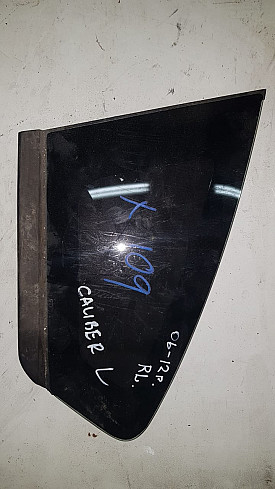 X 109
CALIBER L
06-12P.
RL.